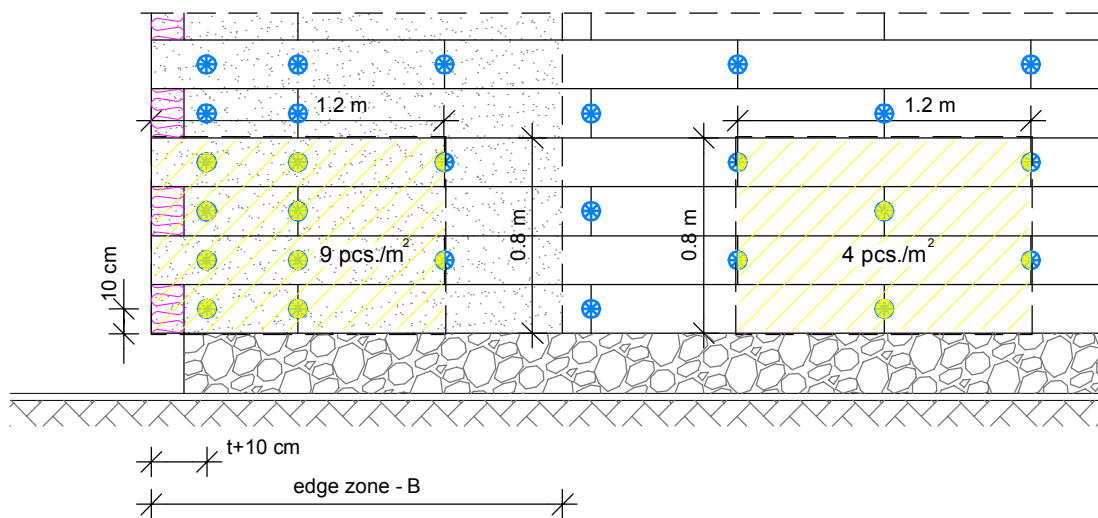 1.2 m
1.2 m
0.8 m
0.8 m
9 pcs./m²
4 pcs./m²
10 cm
t+10 cm
edge zone - B